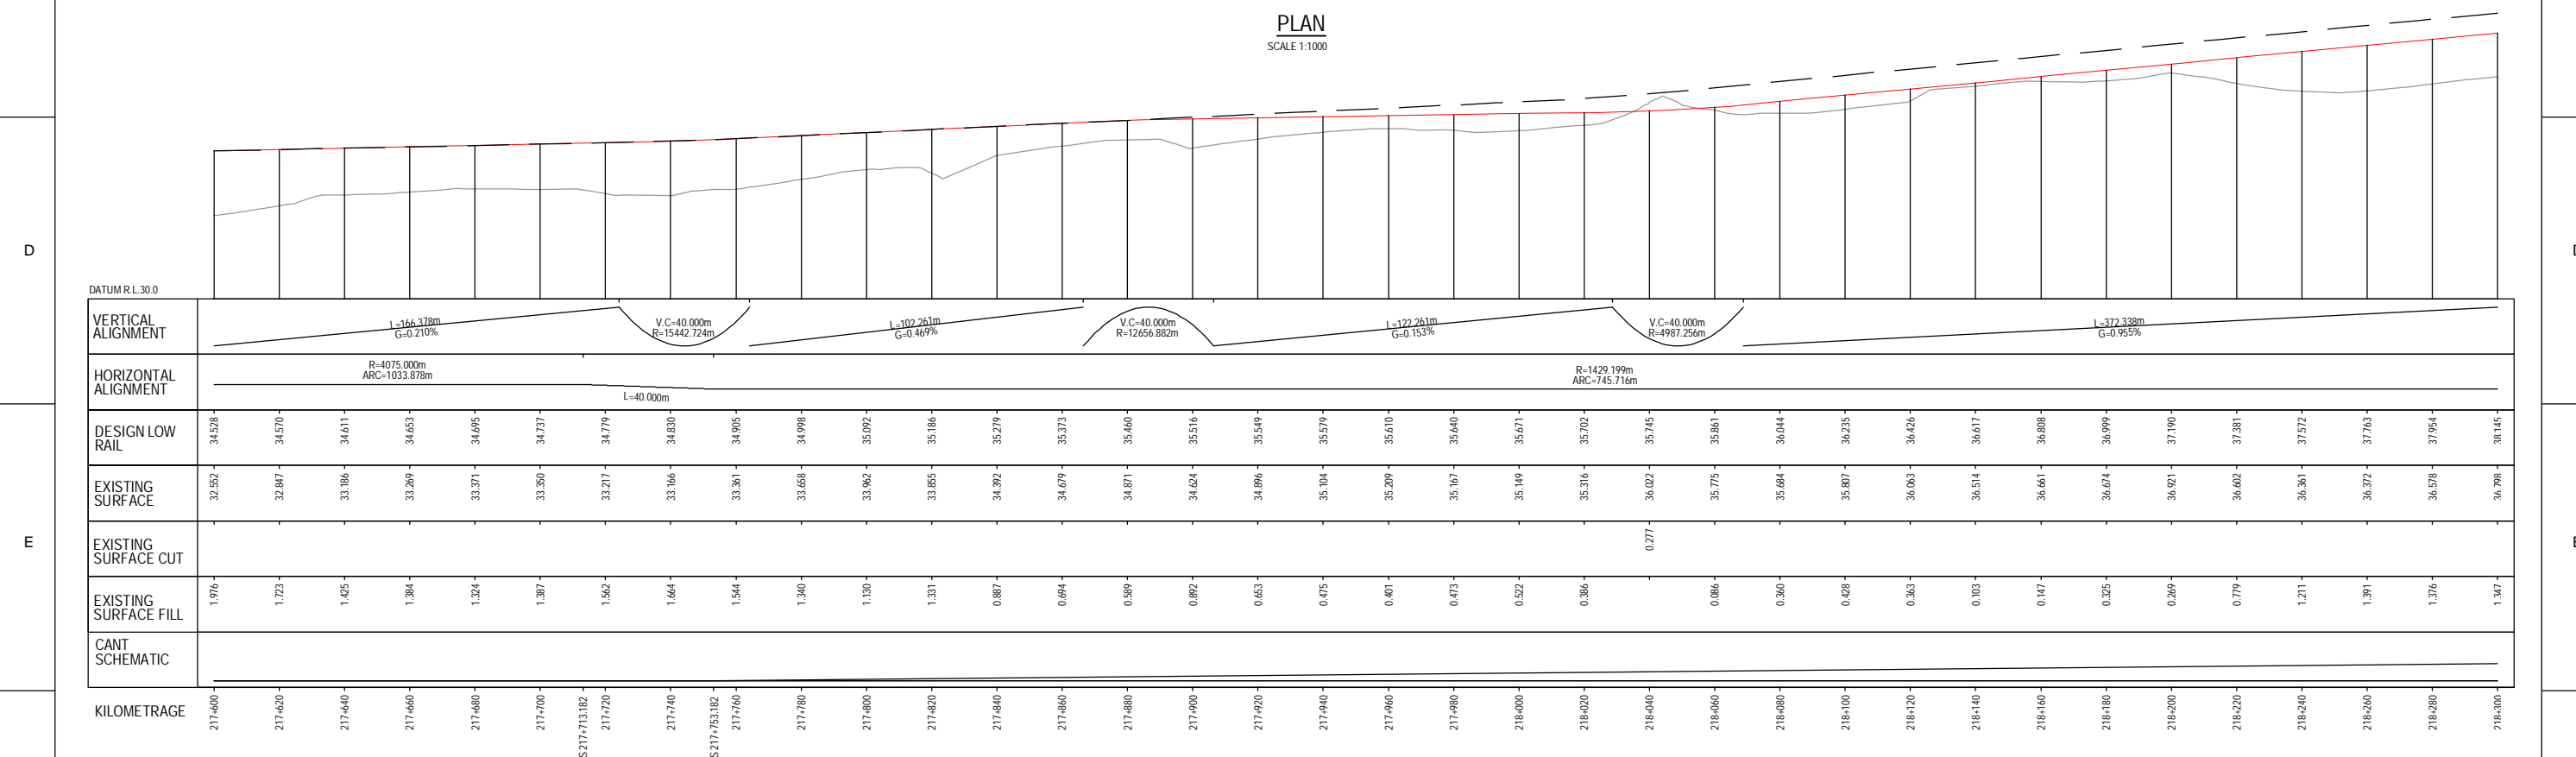 PLAN
SCALE 1:1000
D
DATUM R.L.30.0
VERTICAL
ALIGNMENT
L=166.378m
G=0.210%
V.C=40.000m
R=15442.724m
L=102.261m
G=0.469%
V.C=40.000m
R=12656.882m
L=122.261m
G=0.153%
V.C=40.000m
R=4987.256m
L=372.338m
G=0.955%
HORIZONTAL
ALIGNMENT
R=4075.000m
ARC=1033.878m
L=40.000m
R=1429.199m
ARC=745.716m
DESIGN LOW
RAIL
34.528 34.570 34.611 34.653 34.695 34.737 34.779 34.830 34.905 34.998 35.092 35.186 35.279 35.373 35.460 35.516 35.549 35.579 35.610 35.640 35.671 35.702 35.745 35.861 36.044 36.235 36.426 36.617 36.808 36.999 37.190 37.381 37.572 37.763 37.954 38.145
EXISTING
SURFACE
32.552 32.847 33.186 33.269 33.371 33.350 33.217 33.166 33.361 33.658 33.962 33.855 34.392 34.679 34.871 34.624 34.896 35.104 35.209 35.167 35.149 35.316 36.022 35.775 35.684 35.807 36.063 36.514 36.661 36.674 36.921 36.602 36.361 36.372 36.578 36.798
E
EXISTING
SURFACE CUT
0.277
EXISTING
SURFACE FILL
1.976 1.723 1.425 1.384 1.324 1.387 1.562 1.664 1.544 1.340 1.130 1.331 0.887 0.694 0.589 0.892 0.653 0.475 0.401 0.473 0.522 0.386 0.086 0.360 0.428 0.363 0.103 0.147 0.325 0.269 0.779 1.211 1.391 1.376 1.347
CANT
SCHEMATIC
KILOMETRAGE
217+600 217+620 217+640 217+660 217+680 217+700 S 217+713.182 217+720 217+740 S 217+753.182 217+760 217+780 217+800 217+820 217+840 217+860 217+880 217+900 217+920 217+940 217+960 217+980 218+000 218+020 218+040 218+060 218+080 218+100 218+120 218+140 218+160 218+180 218+200 218+220 218+240 218+260 218+280 218+300